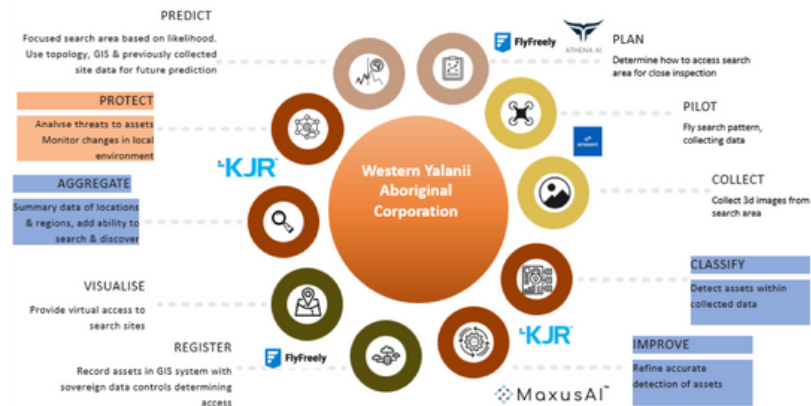 PREDICT
Focused search area based on likelihood.
Use topology, GIS & previously collected
site data for future prediction
PROTECT
Analyse threats to assets
Monitor changes in local
environment
KJR™
AGGREGATE
Summary data of locations
& regions, add ability to
search & discover
VISUALISE
Provide virtual access to
search sites
REGISTER
FlyFreely
Record assets in GIS system with
sovereign data controls determining
access
Western Yalanii
Aboriginal
Corporation
FlyFreely
ATHENA AI
PLAN
Determine how to access search
area for close inspection
PILOT
Fly search pattern,
collecting data
COLLECT
Collect 3d images from
search area
CLASSIFY
Detect assets within
collected data
KJR™
IMPROVE
Refine accurate
detection of assets
MaxusAI™